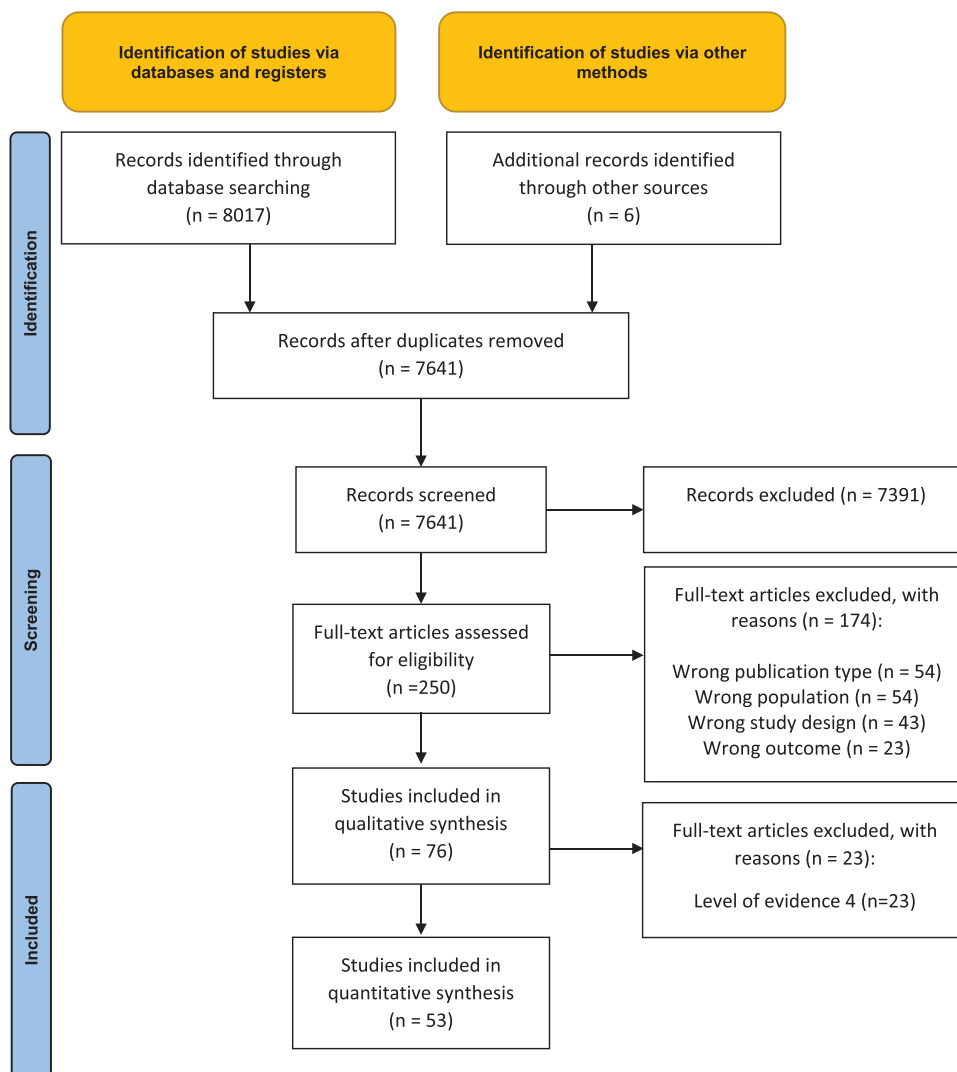 Identification of studies via
databases and registers
Identification of studies via other
methods
Identification
Records identified through
database searching
(n = 8017)
Additional records identified
through other sources
(n = 6)
Records after duplicates removed
(n = 7641)
Screening
Records screened
(n = 7641)
Records excluded (n = 7391)
Full-text articles assessed
for eligibility
(n =250)
Full-text articles excluded, with
reasons (n = 174):
Wrong publication type (n = 54)
Wrong population (n = 54)
Wrong study design (n = 43)
Wrong outcome (n = 23)
Included
Studies included in
qualitative synthesis
(n = 76)
Full-text articles excluded, with
reasons (n = 23):
Level of evidence 4 (n=23)
Studies included in
quantitative synthesis
(n = 53)